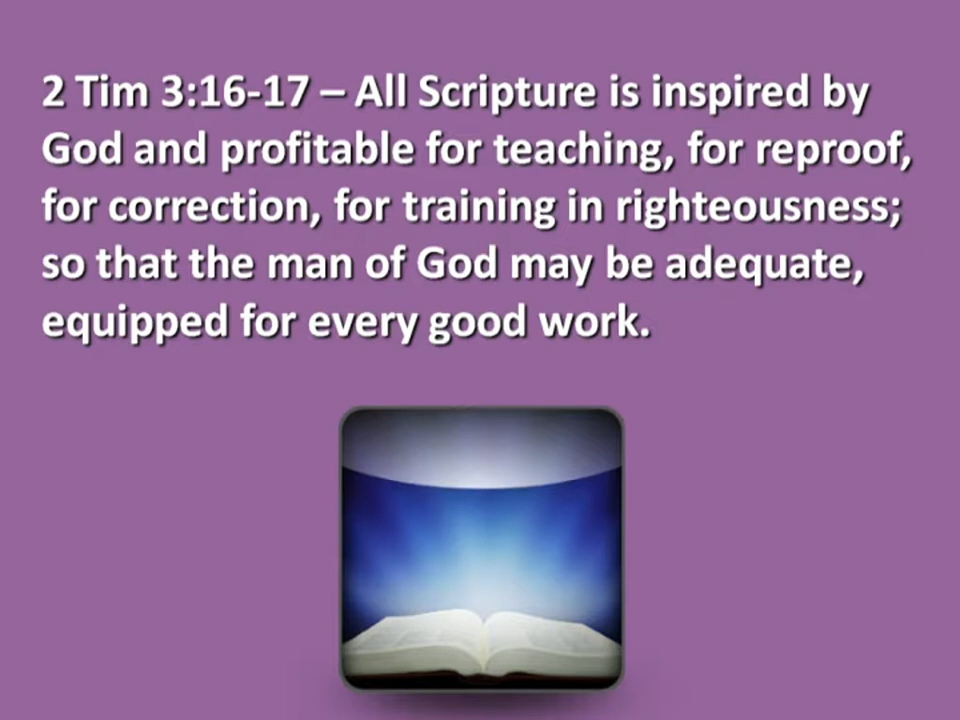 2 Tim 3:16-17 – All Scripture is inspired by
God and profitable for teaching, for reproof,
for correction, for training in righteousness;
so that the man of God may be adequate,
equipped for every good work.